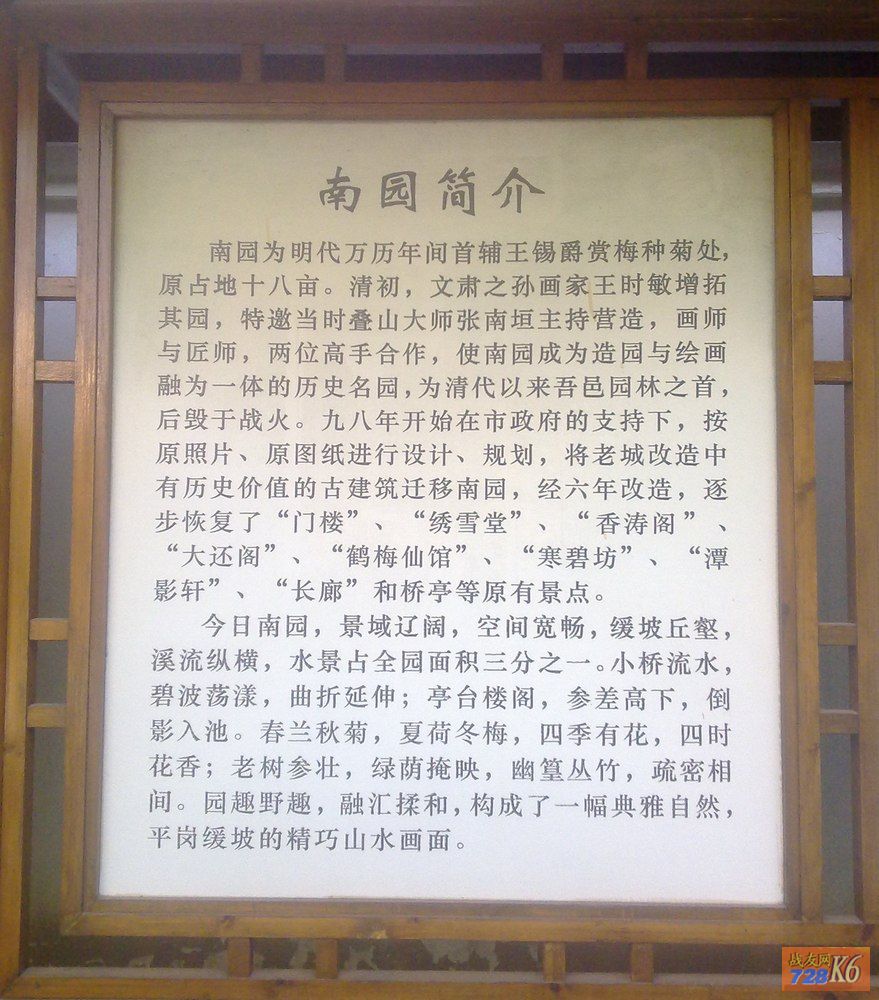 南园简介
南园为明代万历年间首辅王锡爵赏梅种菊处,
原占地十八亩。清初，文肃之孙画家王时敏增拓
其园，特邀当时叠山大师张南垣主持营造，画师
与匠师，两位高手合作，使南园成为造园与绘画
融为一体的历史名园,为清代以来吾邑园林之首，
后毁于战火。九八年开始在市政府的支持下，按
原照片、原图纸进行设计、规划，将老城改造中
有历史价值的古建筑迁移南园，经六年改造，逐
步恢复了“门楼”、“绣雪堂”、“香涛阁”、
“大还阁”、“鹤梅仙馆”、“寒碧坊”、“潭
影轩”、“长廊”和桥亭等原有景点。
今日南园，景域辽阔，空间宽畅，缓坡丘壑，
溪流纵横，水景占全园面积三分之一。小桥流水，
碧波荡漾，曲折延伸；亭台楼阁，参差高下，倒
影入池。春兰秋菊，夏荷冬梅，四季有花，四时
花香；老树参壮，绿荫掩映，幽篁丛竹，疏密相
间。园趣野趣，融汇揉和，构成了一幅典雅自然，
平岗缓坡的精巧山水画面。
战友网
728K6